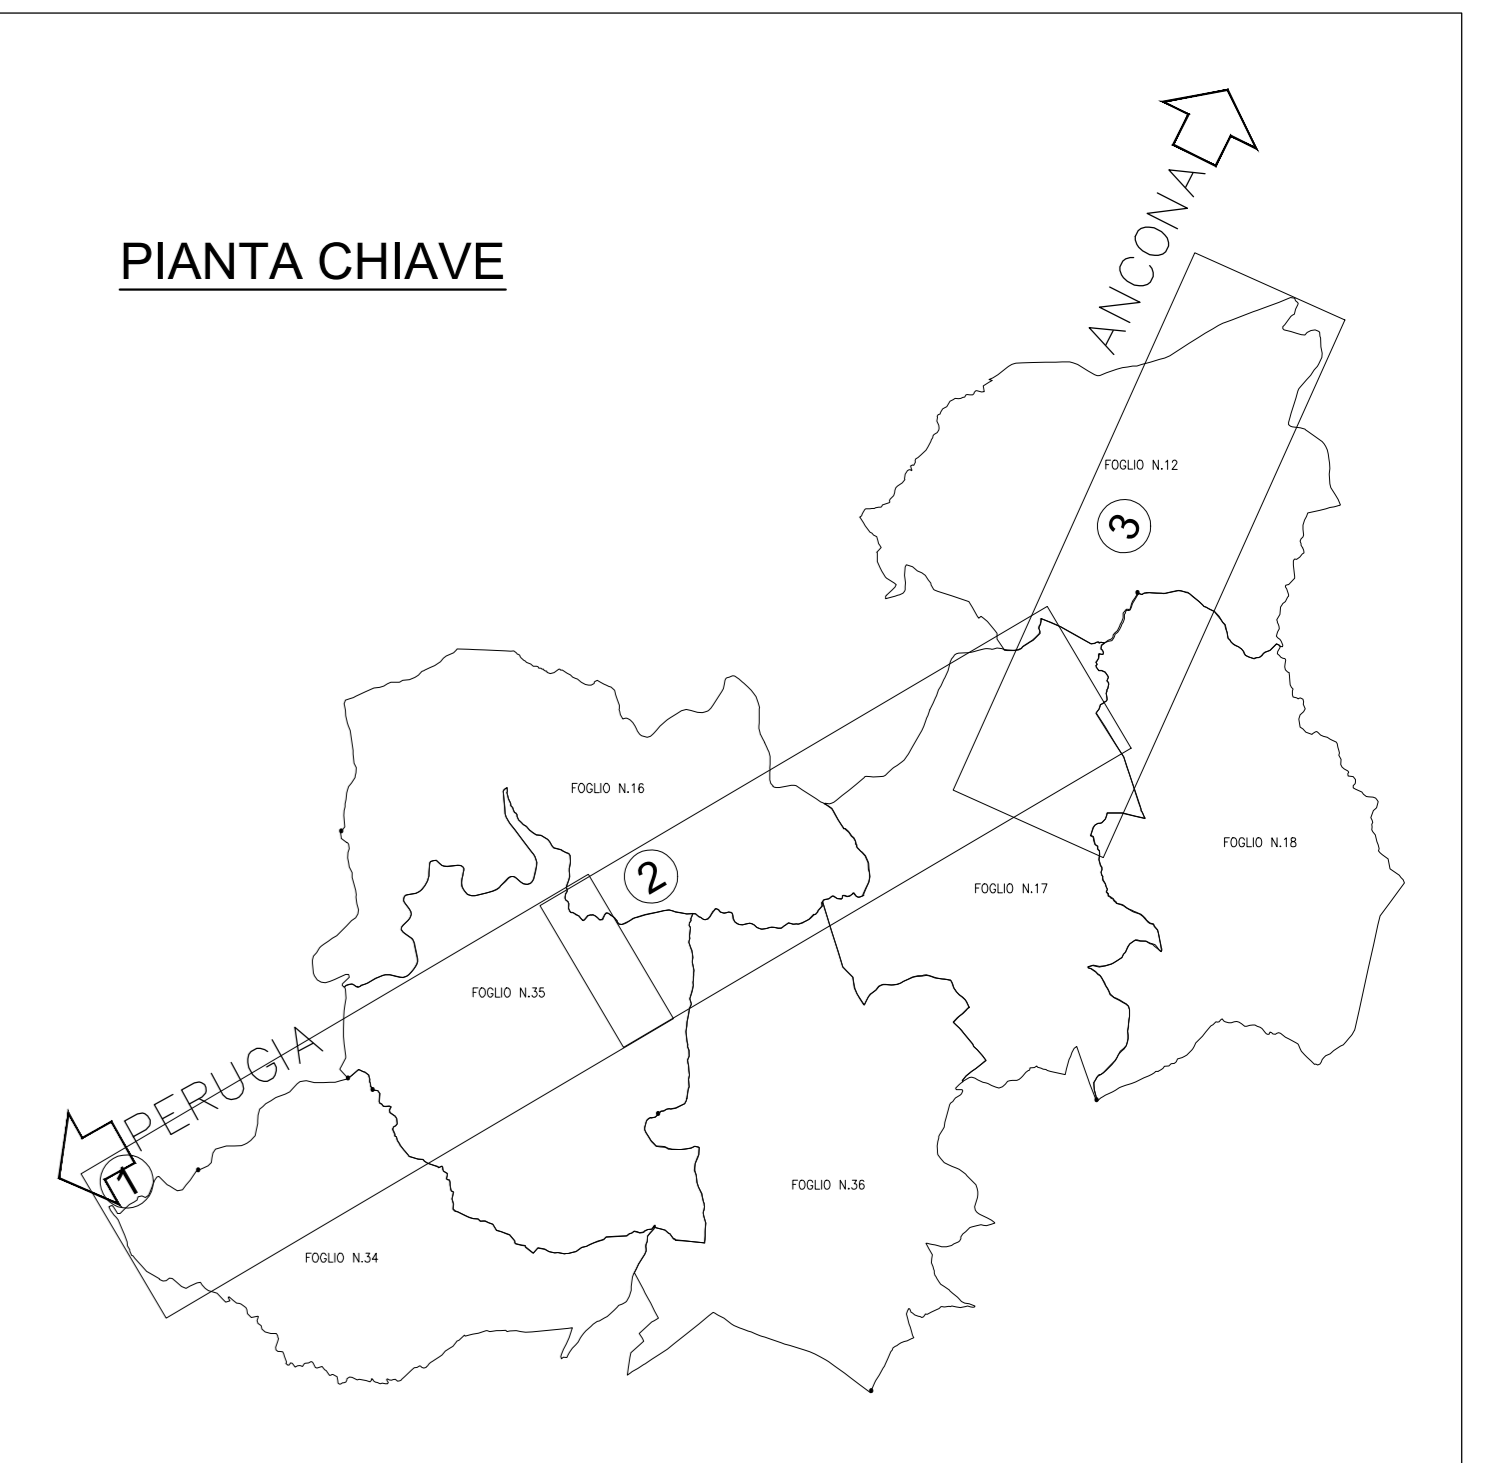 PIANTA CHIAVE
ANCONA
FOGLIO N.12
3
FOGLIO N.16
FOGLIO N.18
2
FOGLIO N.17
FOGLIO N.35
PERUGIA
1
FOGLIO N.36
FOGLIO N.34